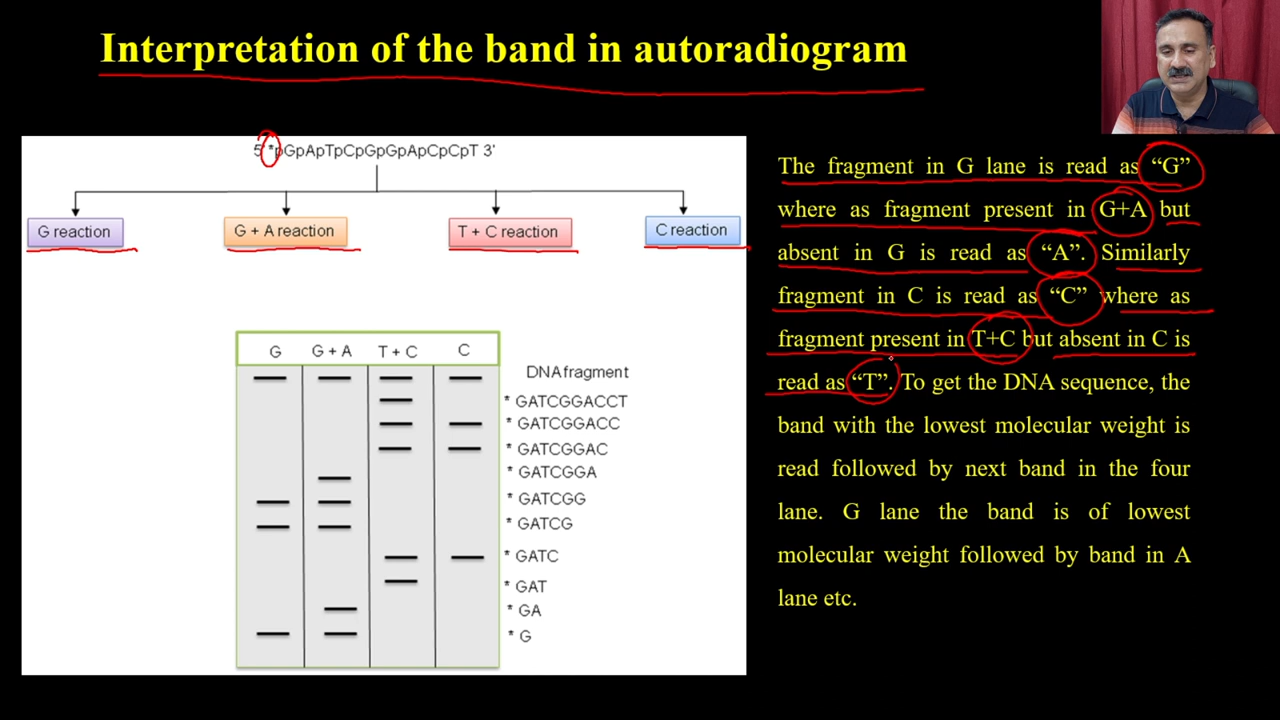 Interpretation of the band in autoradiogram
5'*pGpApTpCpGpGpApCpCpT 3'
G reaction
G + A reaction
T + C reaction
C reaction
G G + A T + C C
DNA fragment
* GATCGGACCT
* GATCGGACC
* GATCGGAC
* GATCGGA
* GATCGG
* GATCG
* GATC
* GAT
* GA
* G
The fragment in G lane is read as “G”
where as fragment present in G+A but
absent in G is read as “A”. Similarly
fragment in C is read as “C” where as
fragment present in T+C but absent in C is
read as “T”. To get the DNA sequence, the
band with the lowest molecular weight is
read followed by next band in the four
lane. G lane the band is of lowest
molecular weight followed by band in A
lane etc.